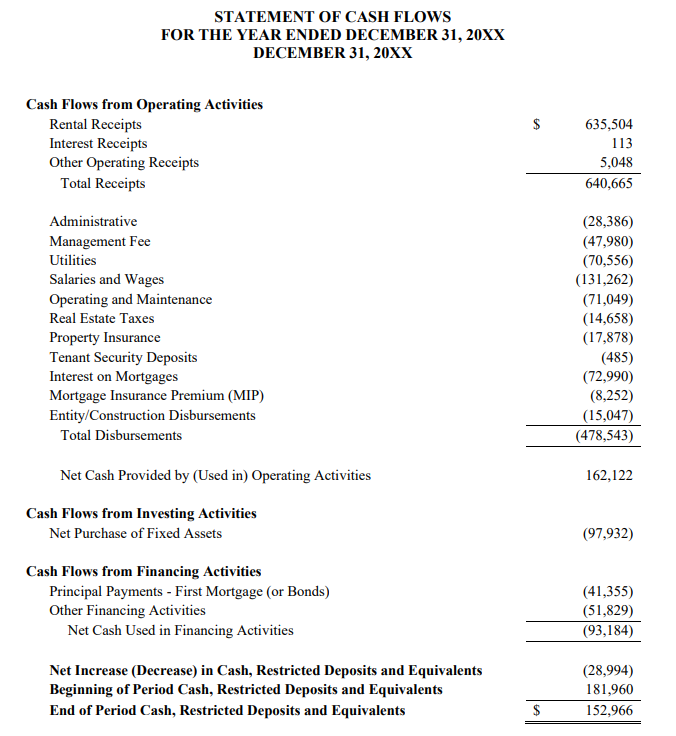 STATEMENT OF CASH FLOWS
FOR THE YEAR ENDED DECEMBER 31, 20XX
DECEMBER 31, 20XX
Cash Flows from Operating Activities
Rental Receipts $ 635,504
Interest Receipts 113
Other Operating Receipts 5,048
Total Receipts 640,665
Administrative (28,386)
Management Fee (47,980)
Utilities (70,556)
Salaries and Wages (131,262)
Operating and Maintenance (71,049)
Real Estate Taxes (14,658)
Property Insurance (17,878)
Tenant Security Deposits (485)
Interest on Mortgages (72,990)
Mortgage Insurance Premium (MIP) (8,252)
Entity/Construction Disbursements (15,047)
Total Disbursements (478,543)
Net Cash Provided by (Used in) Operating Activities 162,122
Cash Flows from Investing Activities
Net Purchase of Fixed Assets (97,932)
Cash Flows from Financing Activities
Principal Payments - First Mortgage (or Bonds) (41,355)
Other Financing Activities (51,829)
Net Cash Used in Financing Activities (93,184)
Net Increase (Decrease) in Cash, Restricted Deposits and Equivalents (28,994)
Beginning of Period Cash, Restricted Deposits and Equivalents 181,960
End of Period Cash, Restricted Deposits and Equivalents $ 152,966